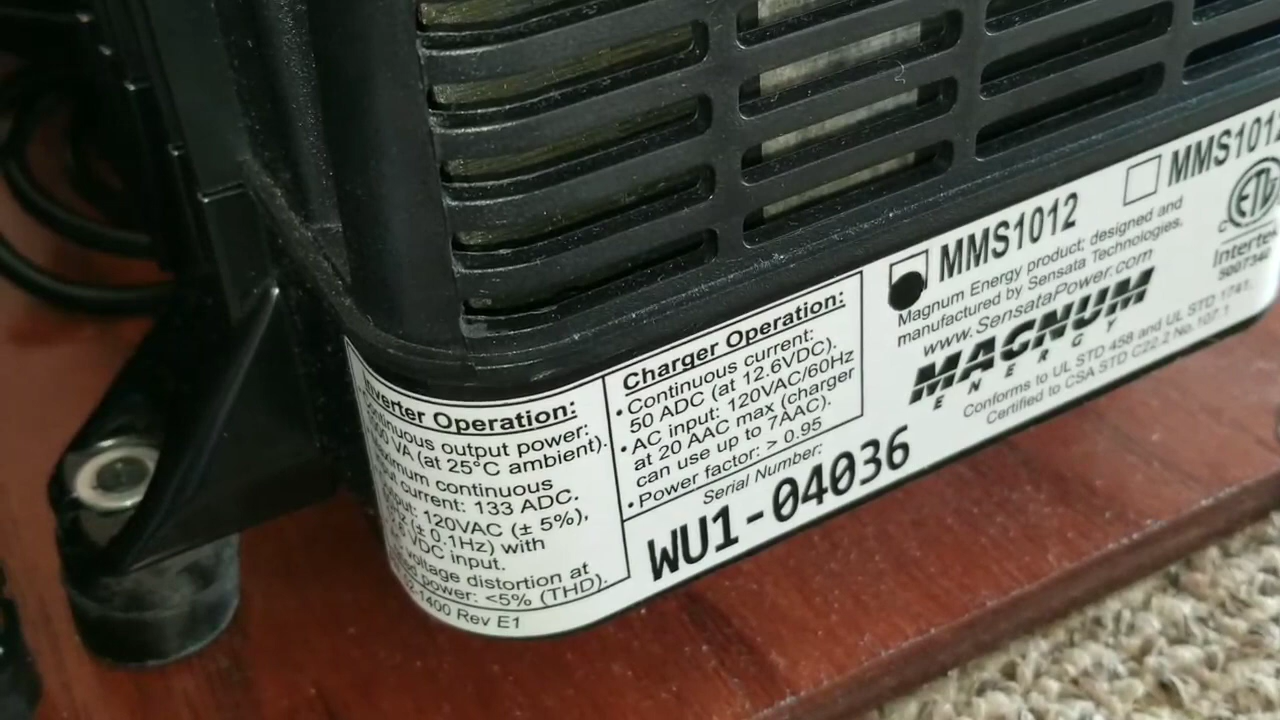 Inverter Operation:
output power:
VA (at 25°C ambient).
continuous
current: 133 ADC.
120VAC (± 5%),
(± 0.1Hz) with
VDC input.
voltage distortion at
power: <5% (THD).
Rev E1
Charger Operation:
• Continuous current:
50 ADC (at 12.6VDC).
• AC input: 120VAC/60Hz
at 20 AAC max (charger
can use up to 7AAC).
• Power factor: > 0.95
Serial Number:
WU1-04036
MMS1012
Magnum Energy product; designed and
manufactured by Sensata Technologies.
www.SensataPower.com
MAGNUM
ENERGY
Conforms to UL STD 458 and UL STD 1741,
Certified to CSA STD C22.2 No.107.1
ETL